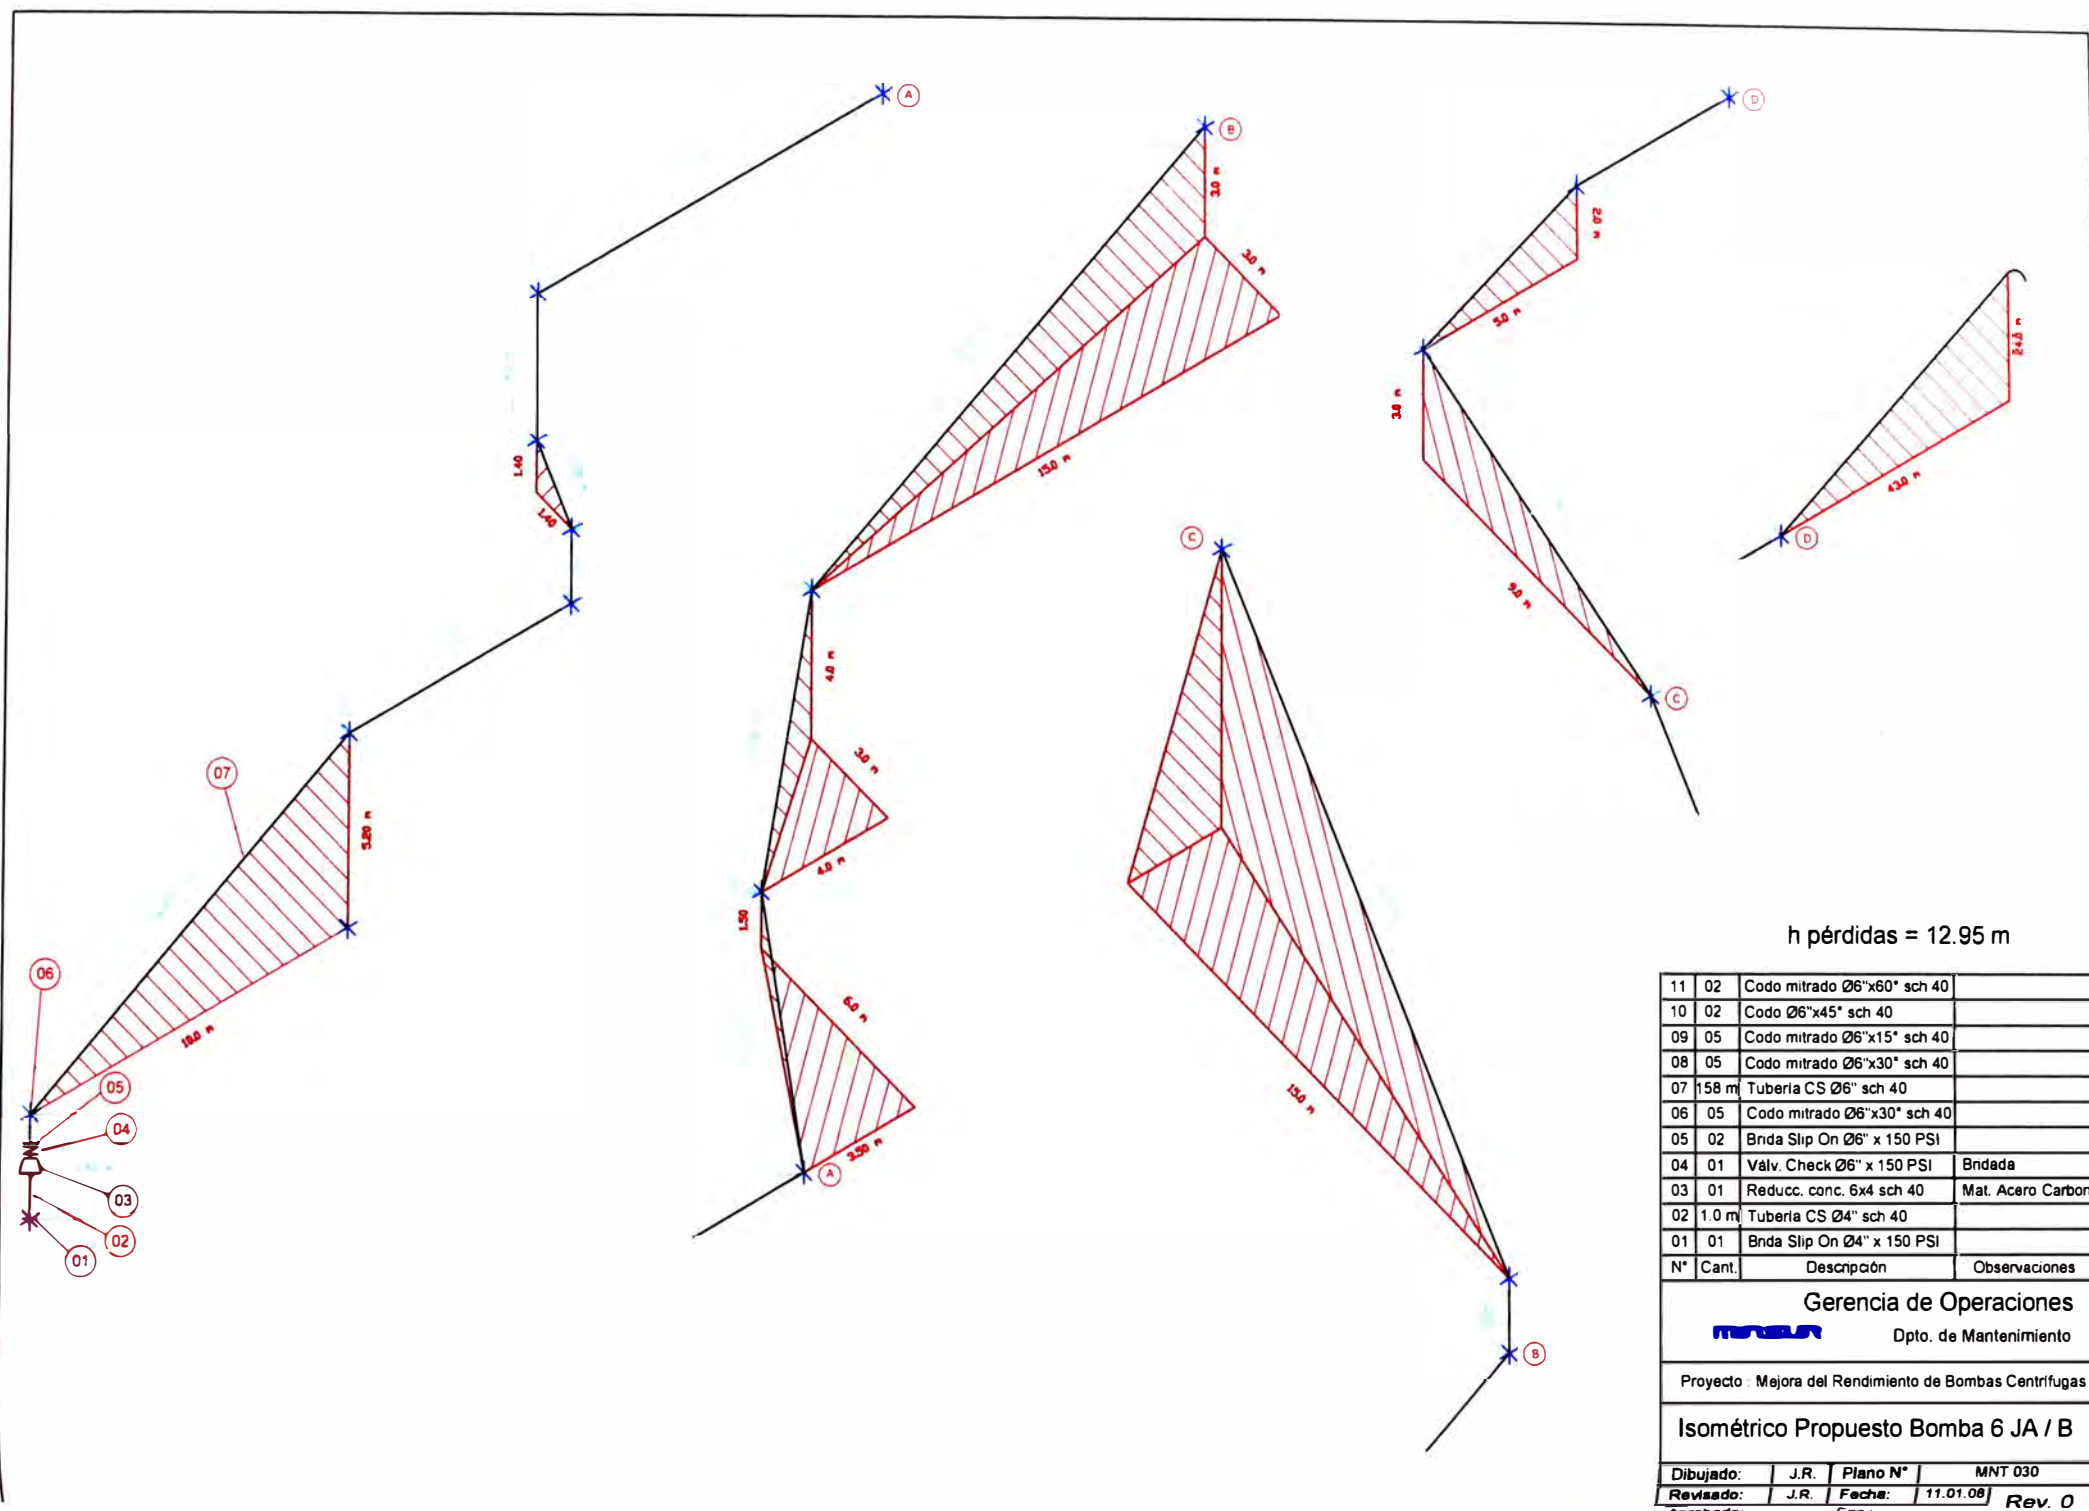 A
B
D
3.0 m
2.0 m
3.0 m
5.0 m
24.0 m
3.0 m
1.40
15.0 m
43.0 m
1.40
C
D
9.0 m
4.0 m
C
07
3.0 m
5.20 m
4.0 m
1.50
h pérdidas = 12.95 m
06
11 02 Codo mitrado Ø6"x60° sch 40
6.0 m
10 02 Codo Ø6"x45° sch 40
10.0 m
09 05 Codo mitrado Ø6"x15° sch 40
08 05 Codo mitrado Ø6"x30° sch 40
05
07 158 m Tubería CS Ø6" sch 40
15.0 m
06 05 Codo mitrado Ø6"x30° sch 40
04
05 02 Brida Slip On Ø6" x 150 PSI
3.50 m
04 01 Válv. Check Ø6" x 150 PSI Bridada
A
03
03 01 Reducc. conc. 6x4 sch 40 Mat. Acero Carbon
02 1.0 m Tubería CS Ø4" sch 40
02
01 01 Brida Slip On Ø4" x 150 PSI
01
N° Cant. Descripción Observaciones
Gerencia de Operaciones
minsur Dpto. de Mantenimiento
B
Proyecto : Mejora del Rendimiento de Bombas Centrífugas
Isométrico Propuesto Bomba 6 JA / B
Dibujado: J.R. Plano N° MNT 030
Revisado: J.R. Fecha: 11.01.08 Rev. 0